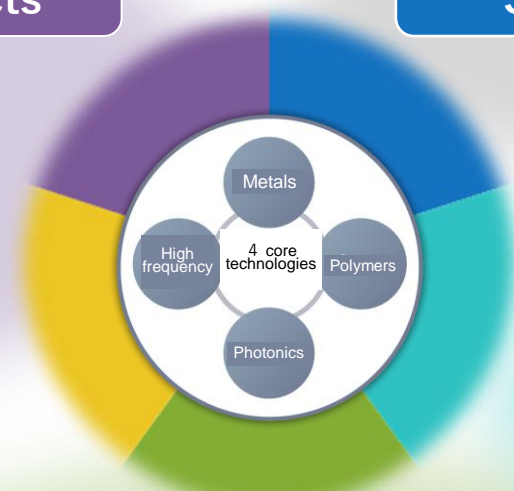 Metals
4 core
technologies
High
frequency
Polymers
Photonics